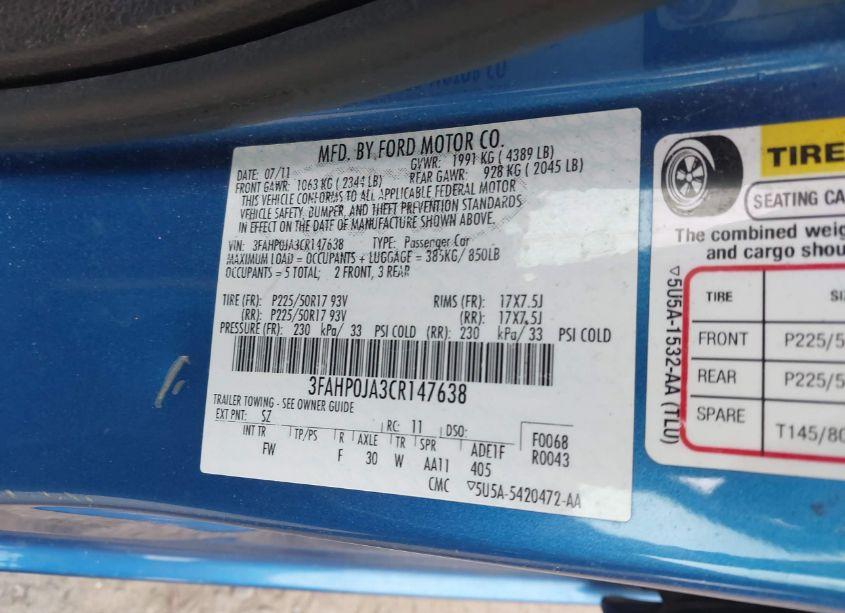 MFD. BY FORD MOTOR CO.
DATE: 07/11 GVWR: 1991 KG ( 4389 LB)
FRONT GAWR: 1063 KG ( 2344 LB) REAR GAWR: 928 KG ( 2045 LB)
THIS VEHICLE CONFORMS TO ALL APPLICABLE FEDERAL MOTOR
VEHICLE SAFETY, BUMPER, AND THEFT PREVENTION STANDARDS
IN EFFECT ON THE DATE OF MANUFACTURE SHOWN ABOVE.
VIN: 3FAHP0JA3CR147638 TYPE: Passenger Car
MAXIMUM LOAD = OCCUPANTS + LUGGAGE = 385KG/ 850LB
OCCUPANTS = 5 TOTAL; 2 FRONT, 3 REAR
TIRE (FR): P225/50R17 93V RIMS (FR): 17X7.5J
(RR): P225/50R17 93V (RR): 17X7.5J
PRESSURE (FR): 230 kPa/ 33 PSI COLD (RR): 230 kPa/ 33 PSI COLD
3FAHP0JA3CR147638
TRAILER TOWING - SEE OWNER GUIDE
EXT PNT: SZ RC: 11 DSO: F0068
INT TR TP/PS R AXLE TR SPR ADE1F R0043
FW F 30 W AA11 405
CMC ▽5U5A-5420472-AA
▽5U5A-1532-AA (TLU)
TIRE
SEATING CA
The combined weig
and cargo shou
TIRE SI
FRONT P225/5
REAR P225/5
SPARE T145/80